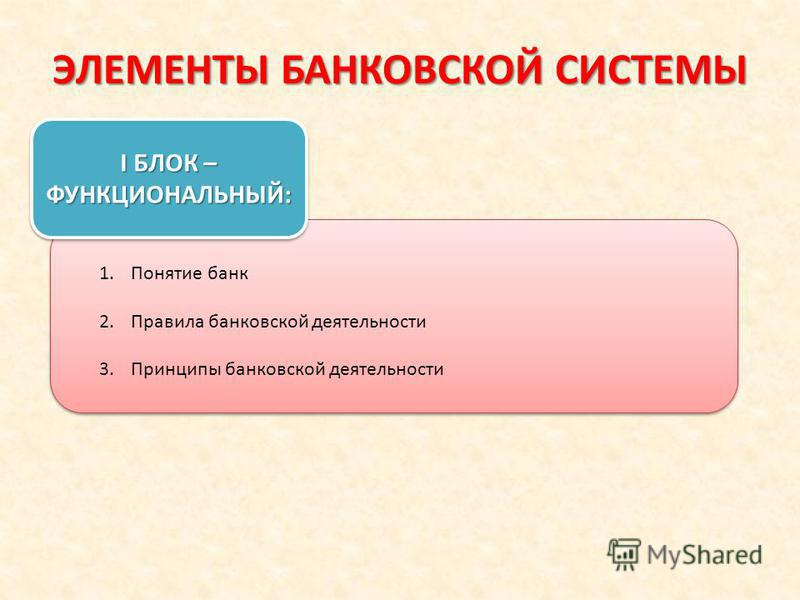 ЭЛЕМЕНТЫ БАНКОВСКОЙ СИСТЕМЫ
I БЛОК –
ФУНКЦИОНАЛЬНЫЙ:
1. Понятие банк
2. Правила банковской деятельности
3. Принципы банковской деятельности
MyShared